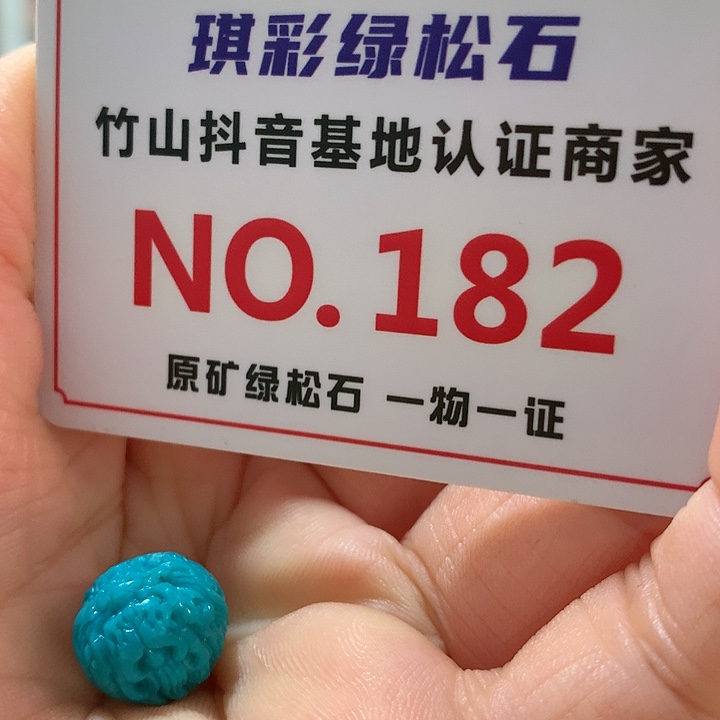 琪彩绿松石
竹山抖音基地认证商家
NO.182
原矿绿松石 一物一证